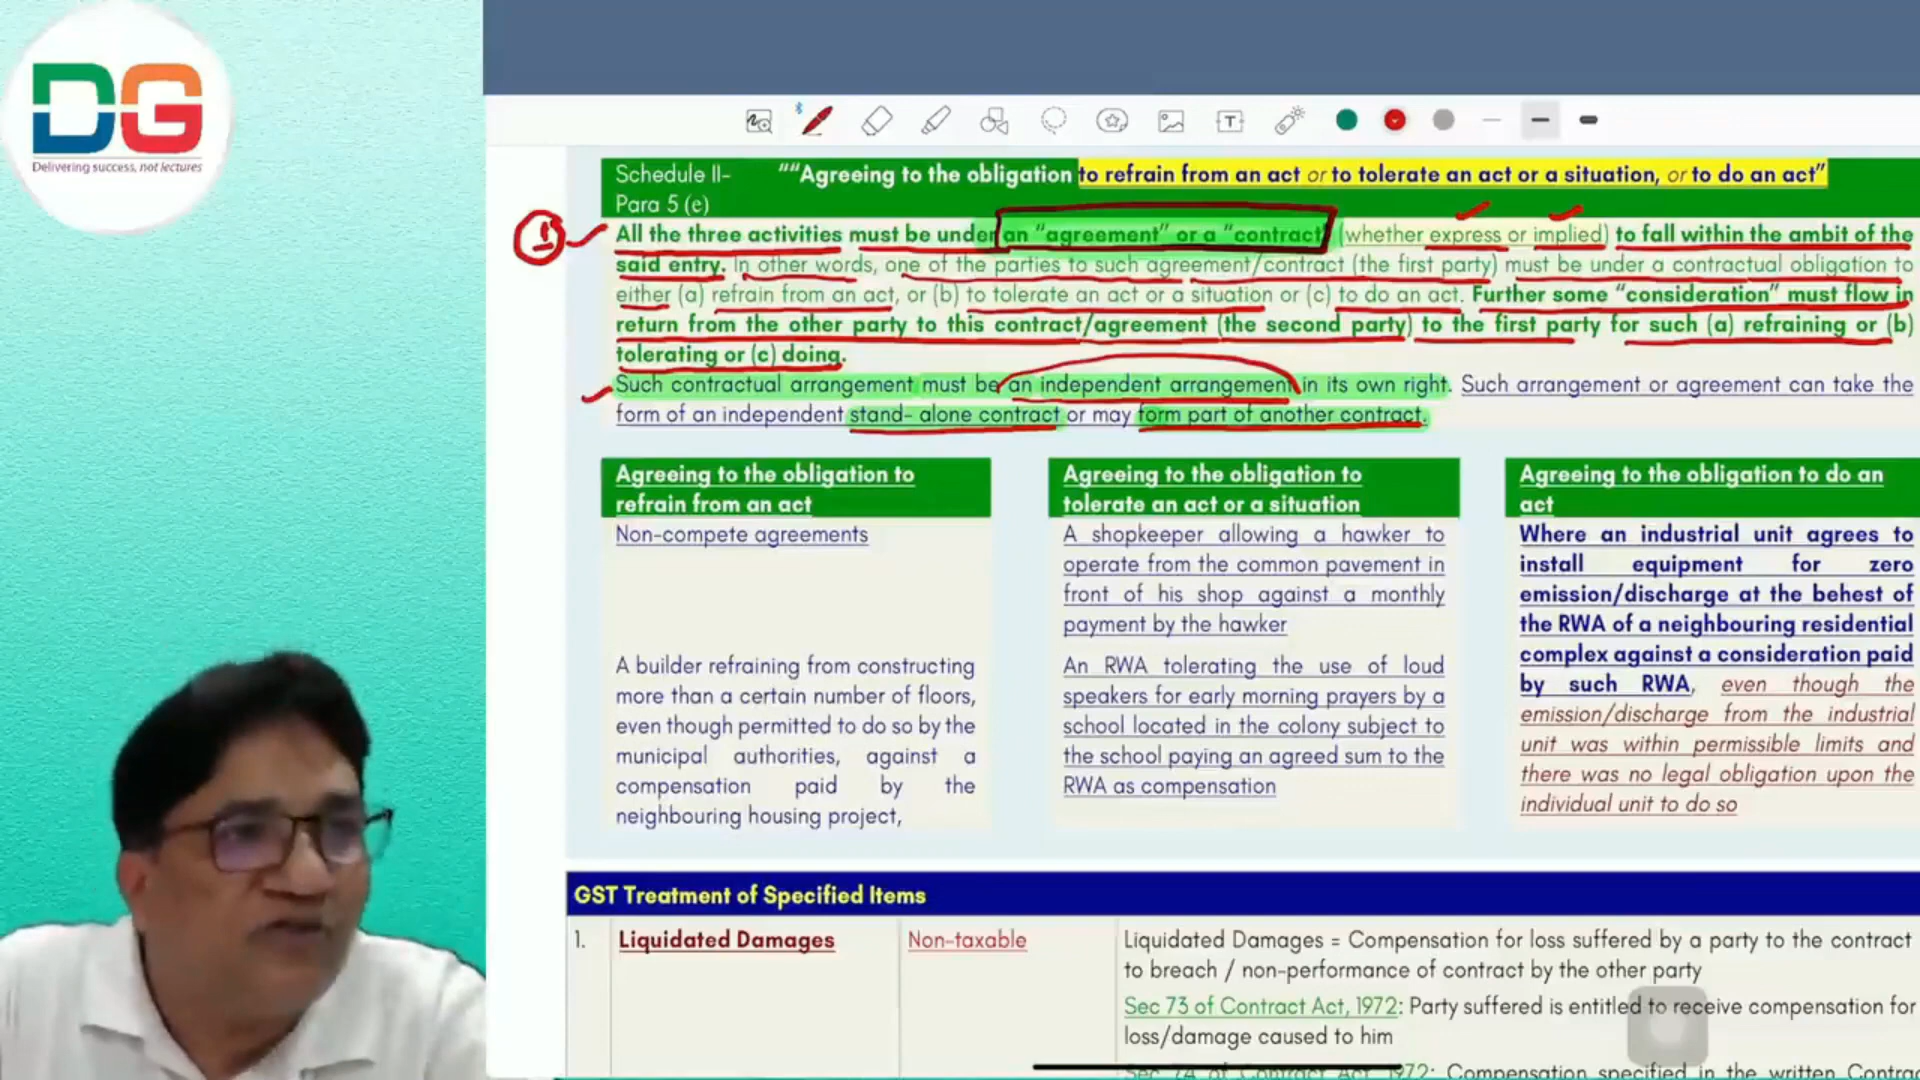 DG
Delivering success, not lectures
T
Schedule II-
Para 5 (e)
““Agreeing to the obligation to refrain from an act or to tolerate an act or a situation, or to do an act”
1
All the three activities must be under an “agreement” or a “contract” (whether express or implied) to fall within the ambit of the
said entry. In other words, one of the parties to such agreement/contract (the first party) must be under a contractual obligation to
either (a) refrain from an act, or (b) to tolerate an act or a situation or (c) to do an act. Further some “consideration” must flow in
return from the other party to this contract/agreement (the second party) to the first party for such (a) refraining or (b)
tolerating or (c) doing.
Such contractual arrangement must be an independent arrangement in its own right. Such arrangement or agreement can take the
form of an independent stand- alone contract or may form part of another contract.
Agreeing to the obligation to
refrain from an act
Non-compete agreements
A builder refraining from constructing
more than a certain number of floors,
even though permitted to do so by the
municipal authorities, against a
compensation paid by the
neighbouring housing project,
Agreeing to the obligation to
tolerate an act or a situation
A shopkeeper allowing a hawker to
operate from the common pavement in
front of his shop against a monthly
payment by the hawker
An RWA tolerating the use of loud
speakers for early morning prayers by a
school located in the colony subject to
the school paying an agreed sum to the
RWA as compensation
Agreeing to the obligation to do an
act
Where an industrial unit agrees to
install equipment for zero
emission/discharge at the behest of
the RWA of a neighbouring residential
complex against a consideration paid
by such RWA, even though the
emission/discharge from the industrial
unit was within permissible limits and
there was no legal obligation upon the
individual unit to do so
GST Treatment of Specified Items
1.
Liquidated Damages
Non-taxable
Liquidated Damages = Compensation for loss suffered by a party to the contract
to breach / non-performance of contract by the other party
Sec 73 of Contract Act, 1972: Party suffered is entitled to receive compensation for
loss/damage caused to him
Sec 74 of Contract Act, 1972: Compensation specified in the written